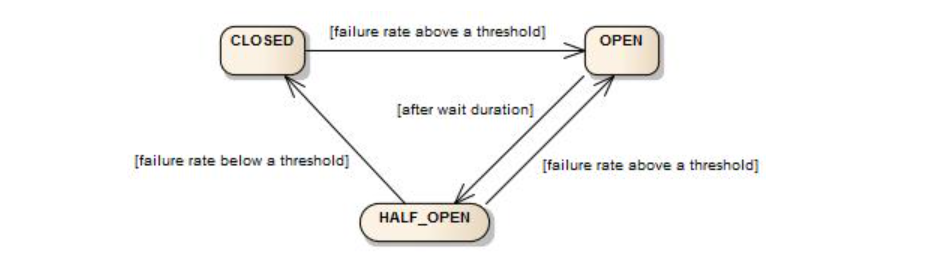 [failure rate above a threshold]
CLOSED
OPEN
[after wait duration]
[failure rate below a threshold]
[failure rate above a threshold]
HALF_OPEN